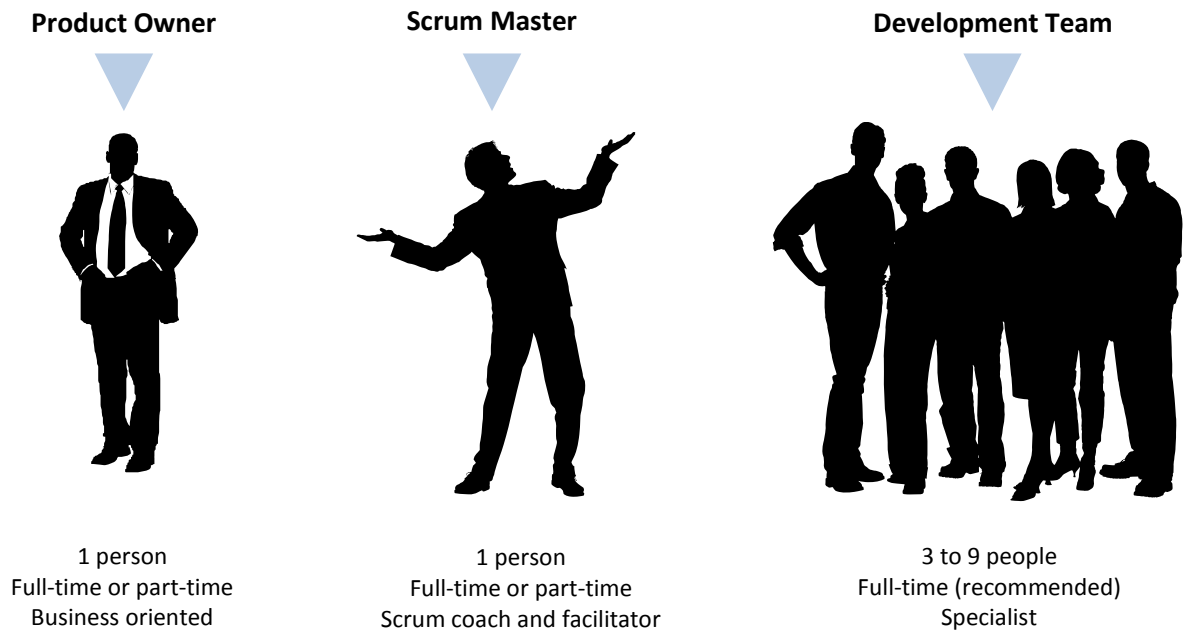 Product Owner
Scrum Master
Development Team
1 person
Full-time or part-time
Business oriented
1 person
Full-time or part-time
Scrum coach and facilitator
3 to 9 people
Full-time (recommended)
Specialist